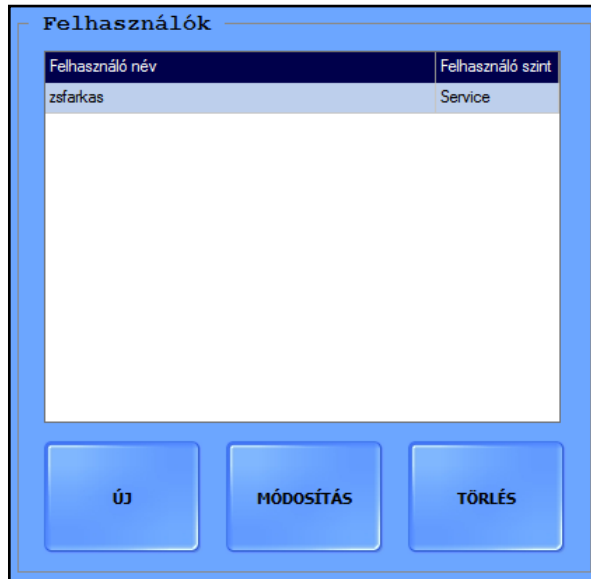 Felhasználók
Felhasználó név Felhasználó szint
zsfarkas Service
ÚJ MÓDOSÍTÁS TÖRLÉS